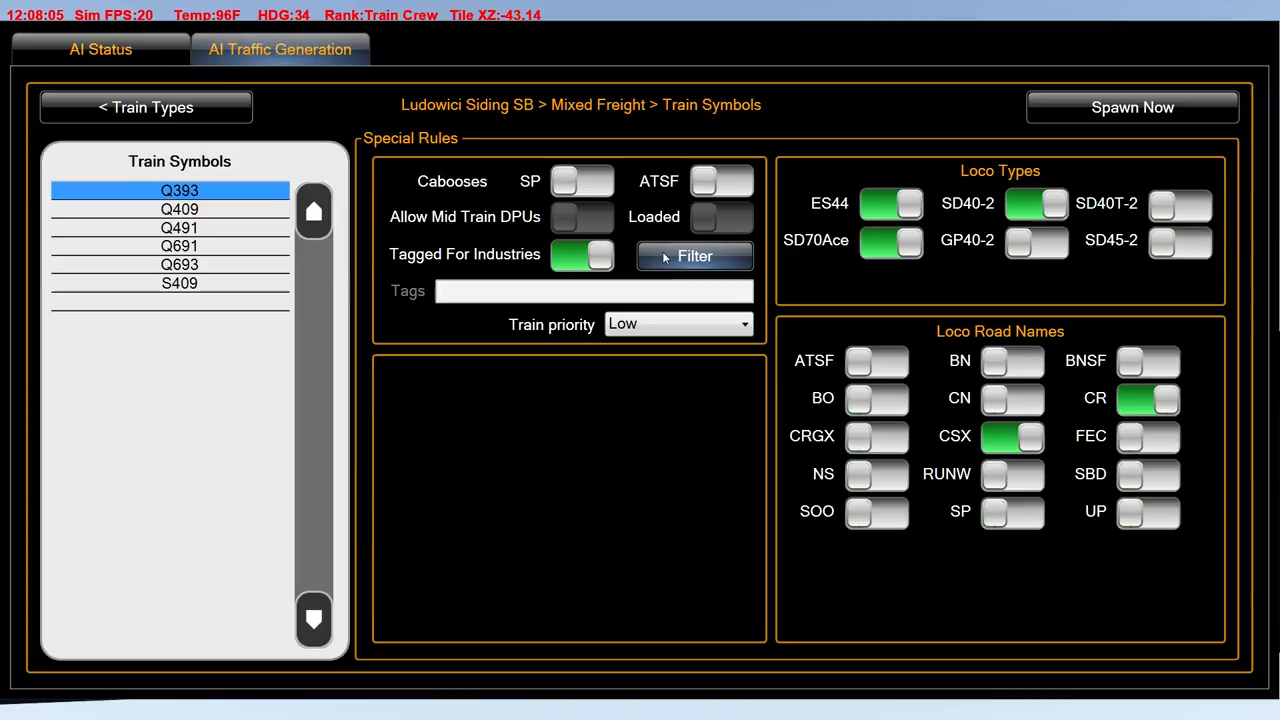 12:08:05 Sim FPS:20 Temp:96F HDG:34 Rank:Train Crew Tile XZ:-43,14
AI Status AI Traffic Generation
< Train Types
Ludowici Siding SB > Mixed Freight > Train Symbols
Spawn Now
Train Symbols
Q393
Q409
Q491
Q691
Q693
S409
Special Rules
Cabooses SP ATSF
Allow Mid Train DPUs Loaded
Tagged For Industries Filter
Tags
Train priority Low
Loco Types
ES44 SD40-2 SD40T-2
SD70Ace GP40-2 SD45-2
Loco Road Names
ATSF BN BNSF
BO CN CR
CRGX CSX FEC
NS RUNW SBD
SOO SP UP